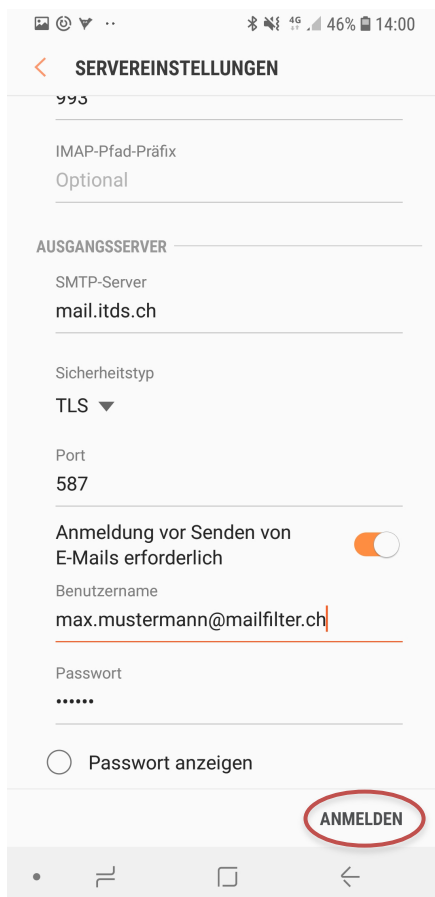 4G 46% 14:00
SERVEREINSTELLUNGEN
993
IMAP-Pfad-Präfix
Optional
AUSGANGSSERVER
SMTP-Server
mail.itds.ch
Sicherheitstyp
TLS
Port
587
Anmeldung vor Senden von
E-Mails erforderlich
Benutzername
max.mustermann@mailfilter.ch
Passwort
••••••
Passwort anzeigen
ANMELDEN